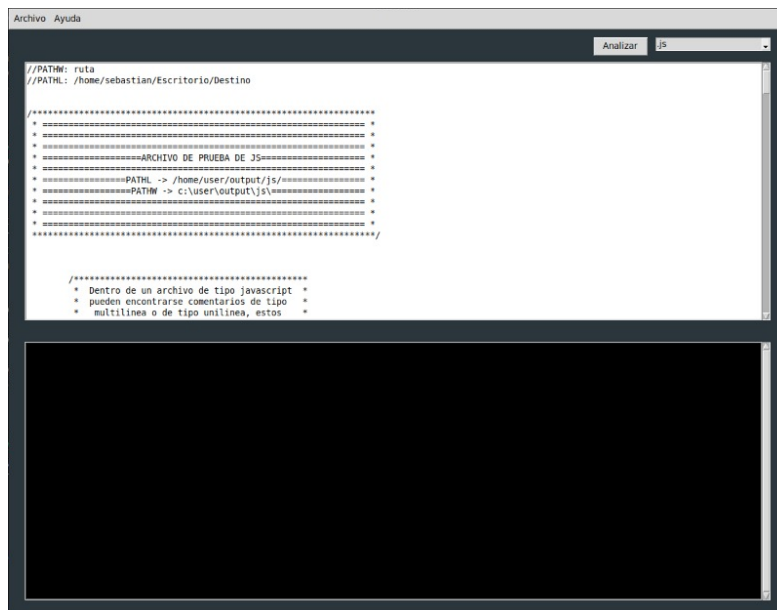 Archivo Ayuda
Analizar .js
//PATHW: ruta
//PATHL: /home/sebastian/Escritorio/Destino
/******************************************************************
 * ============================================================== *
 * ============================================================== *
 * ============================================================== *
 * ===================ARCHIVO DE PRUEBA DE JS==================== *
 * ============================================================== *
 * ================PATHL -> /home/user/output/js/================ *
 * =================PATHW -> c:\user\output\js\================== *
 * ============================================================== *
 * ============================================================== *
 * ============================================================== *
 ******************************************************************/
/*********************************************
 *  Dentro de un archivo de tipo javascript  *
 *  pueden encontrarse comentarios de tipo   *
 *   multilinea o de tipo unilinea, estos    *